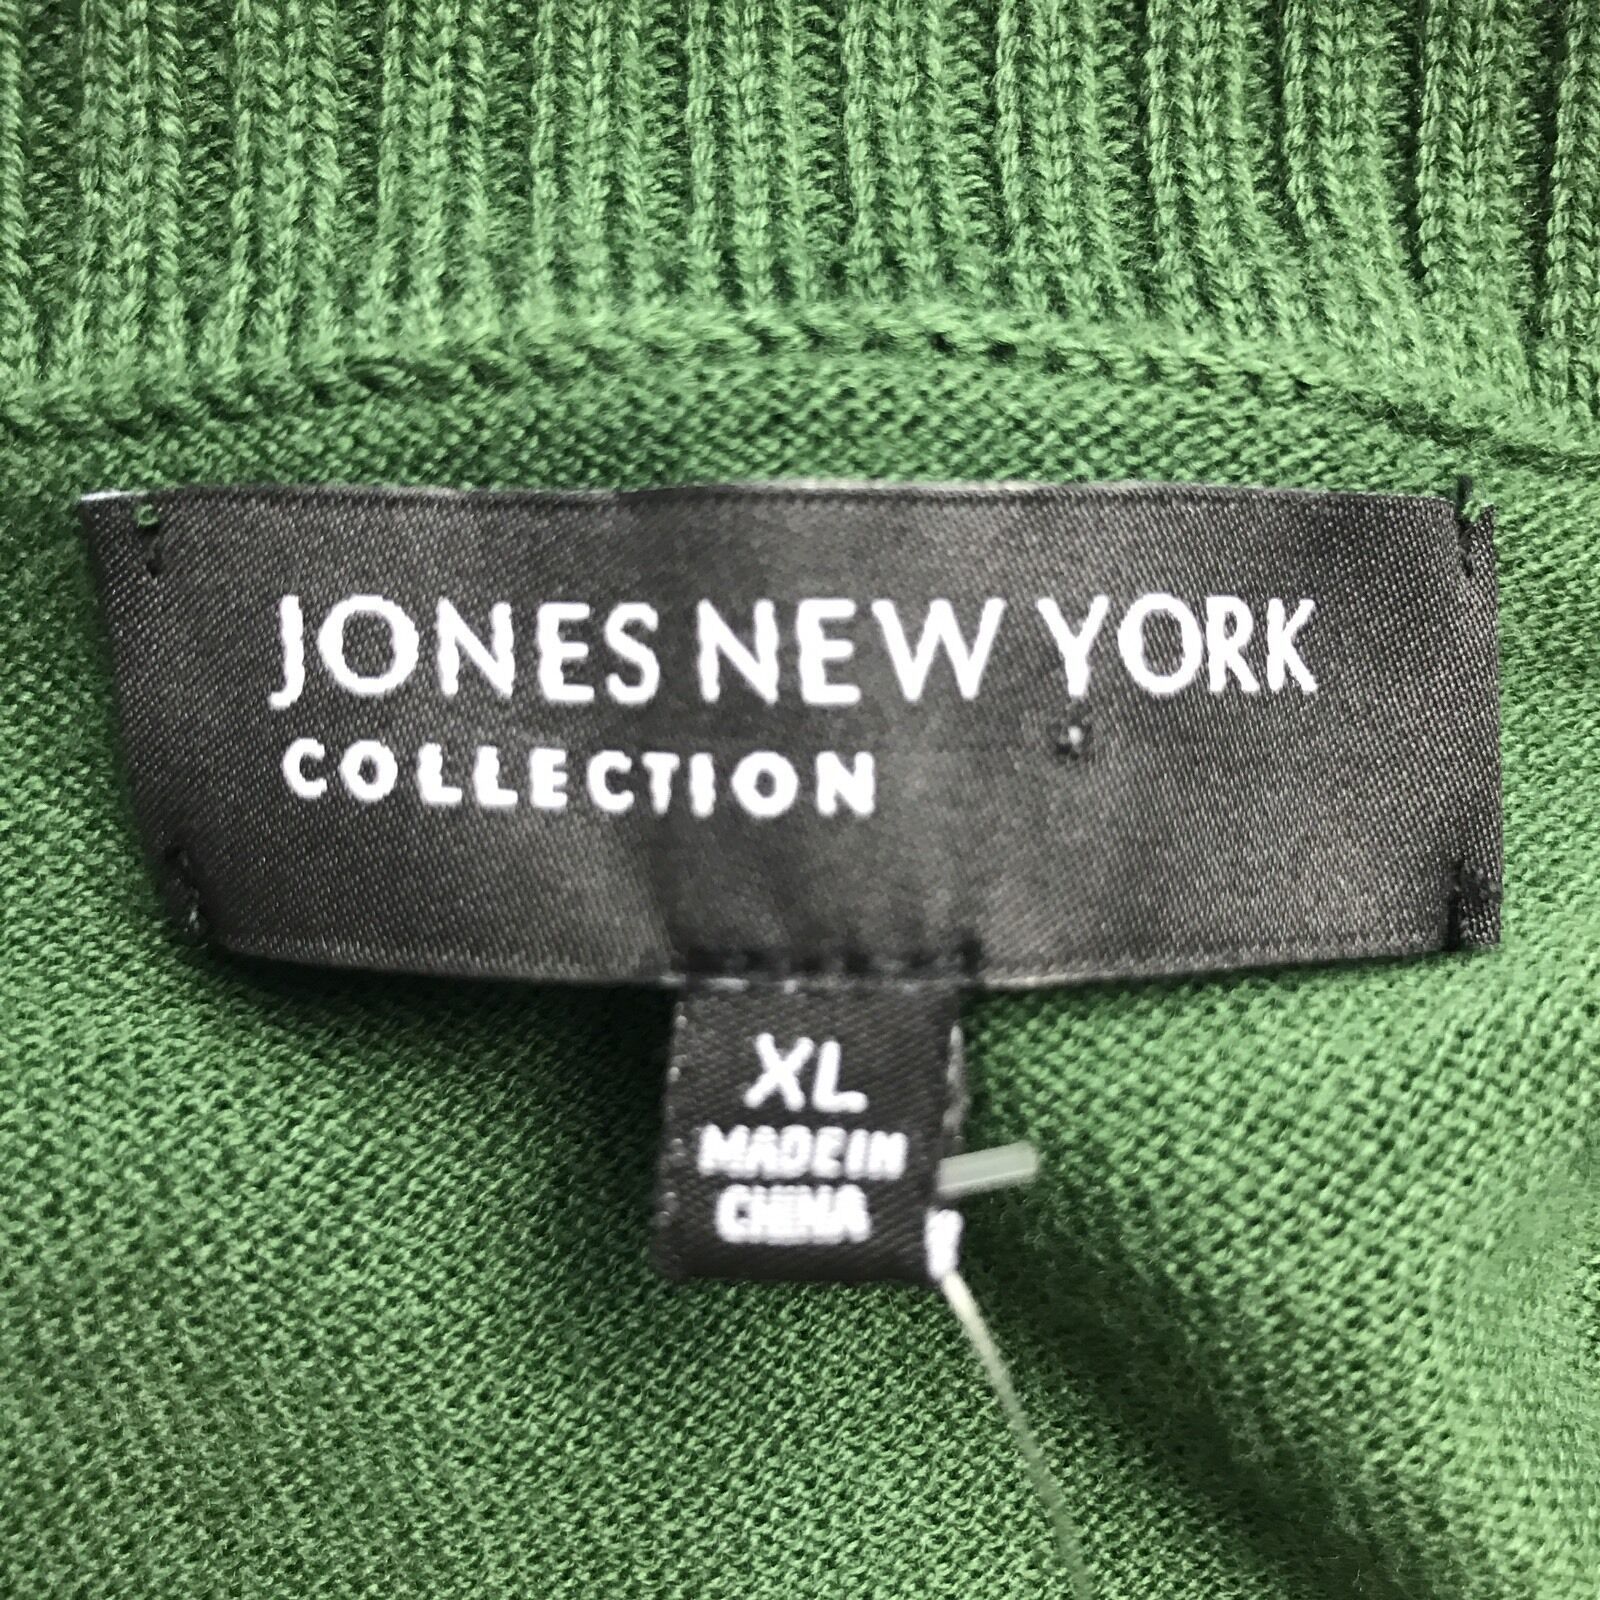 JONES NEW YORK
COLLECTION
XL
MADE IN
CHINA